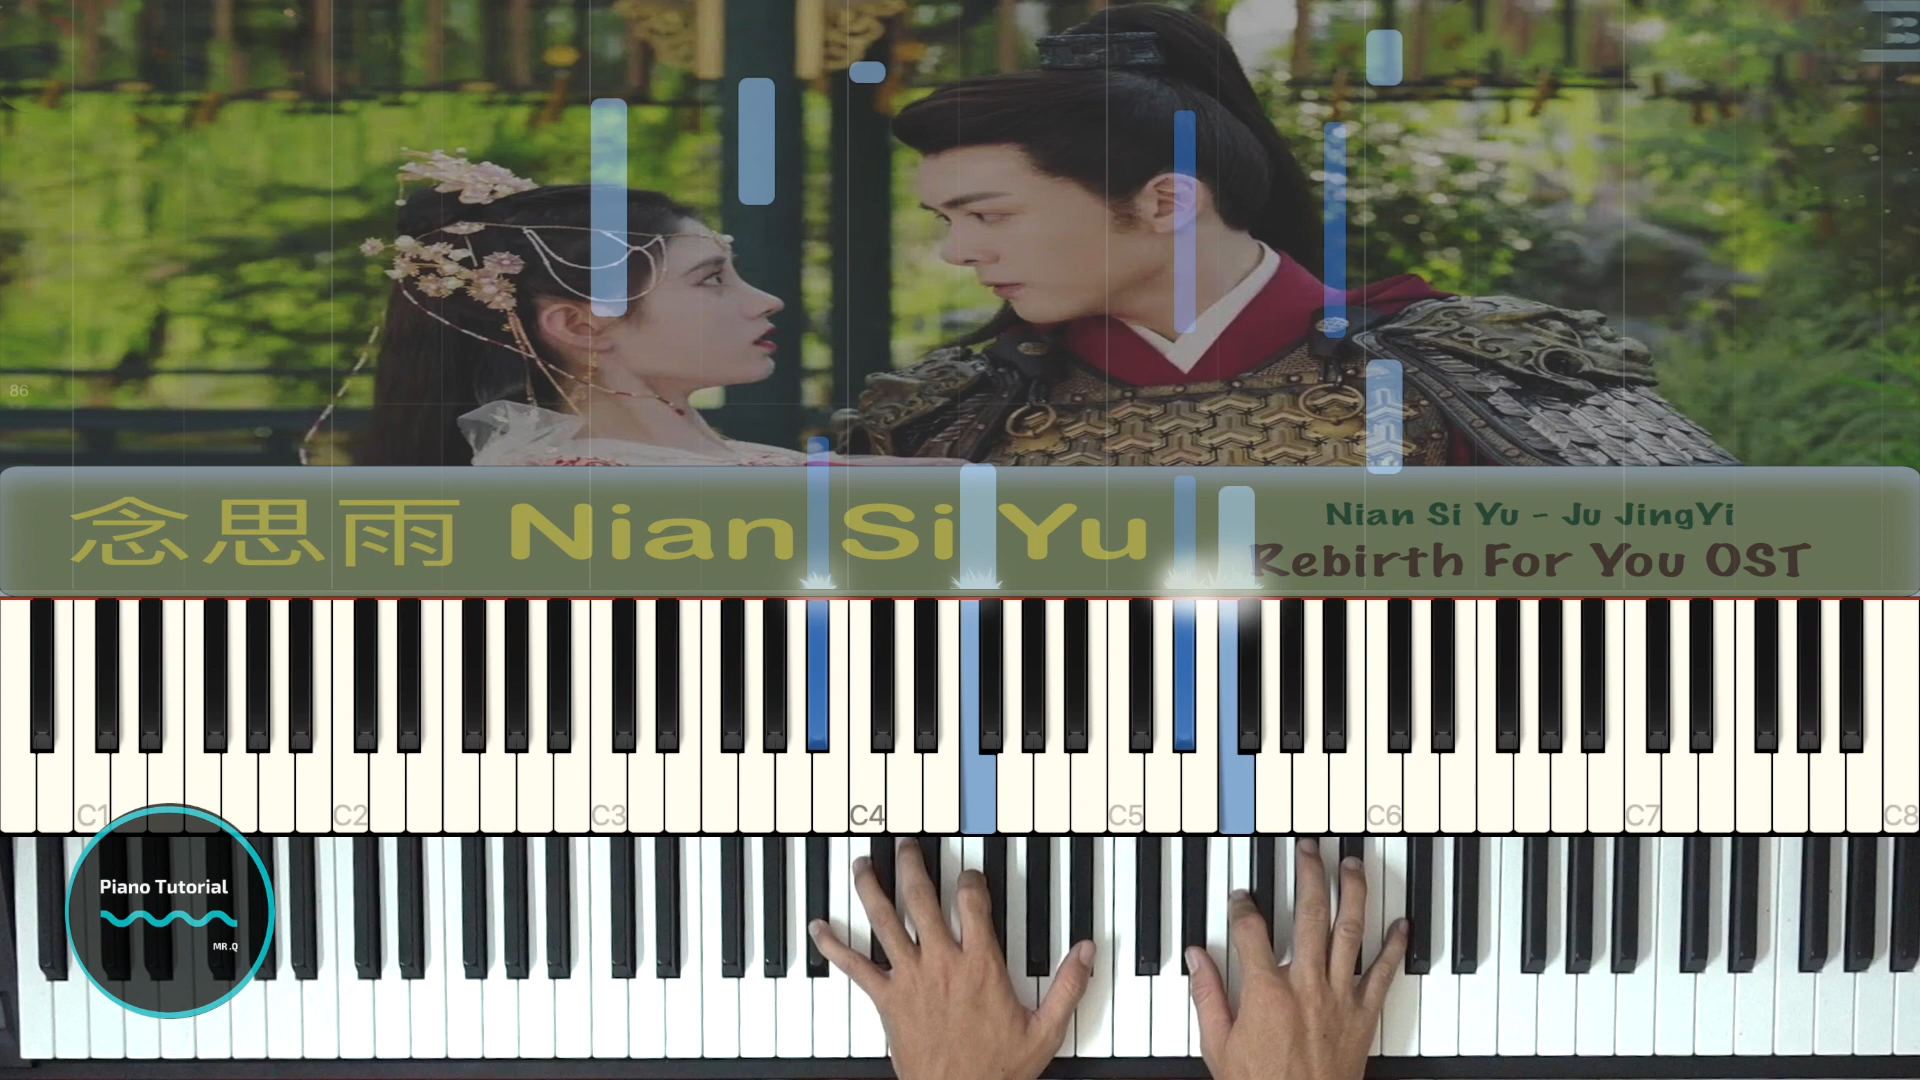 B
86
念思雨 Nian Si Yu
Nian Si Yu - Ju JingYi
Rebirth For You OST
C1 C2 C3 C4 C5 C6 C7 C8
Piano Tutorial
MR.Q